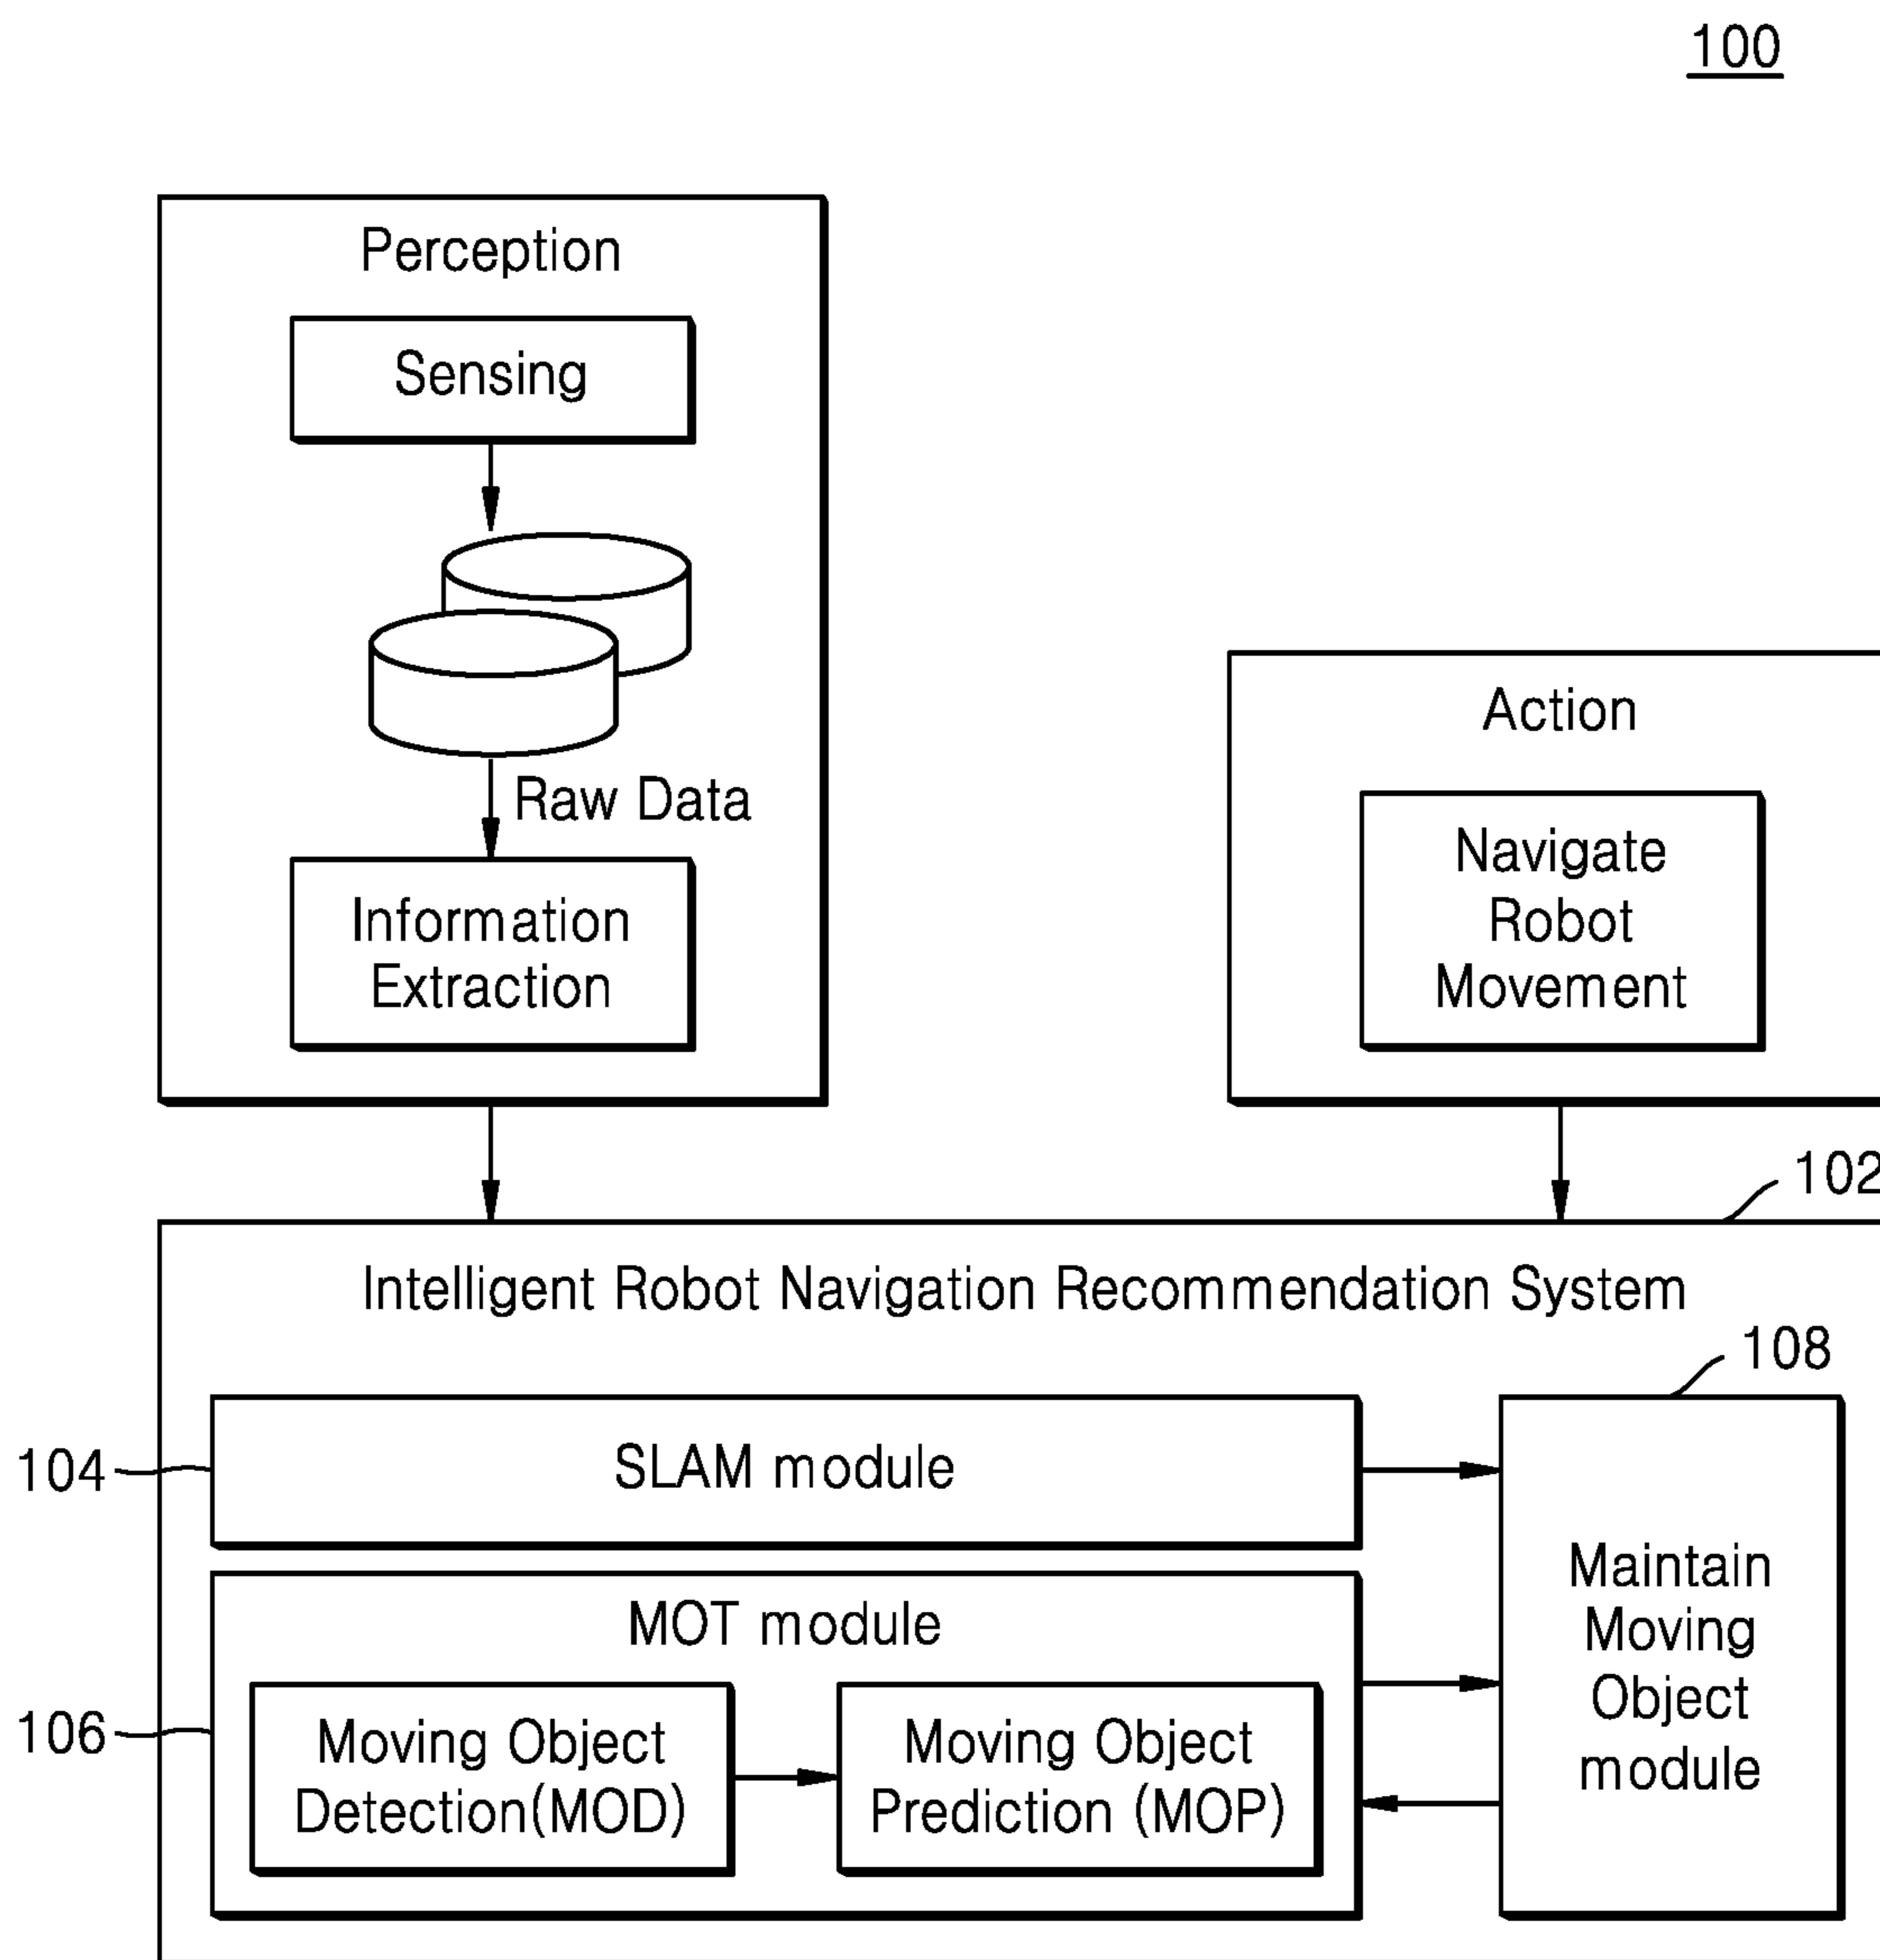 100
Perception
Sensing
Raw Data
Information
Extraction
Action
Navigate
Robot
Movement
102
Intelligent Robot Navigation Recommendation System
108
104
SLAM module
106
MOT module
Moving Object
Detection(MOD)
Moving Object
Prediction (MOP)
Maintain
Moving
Object
module